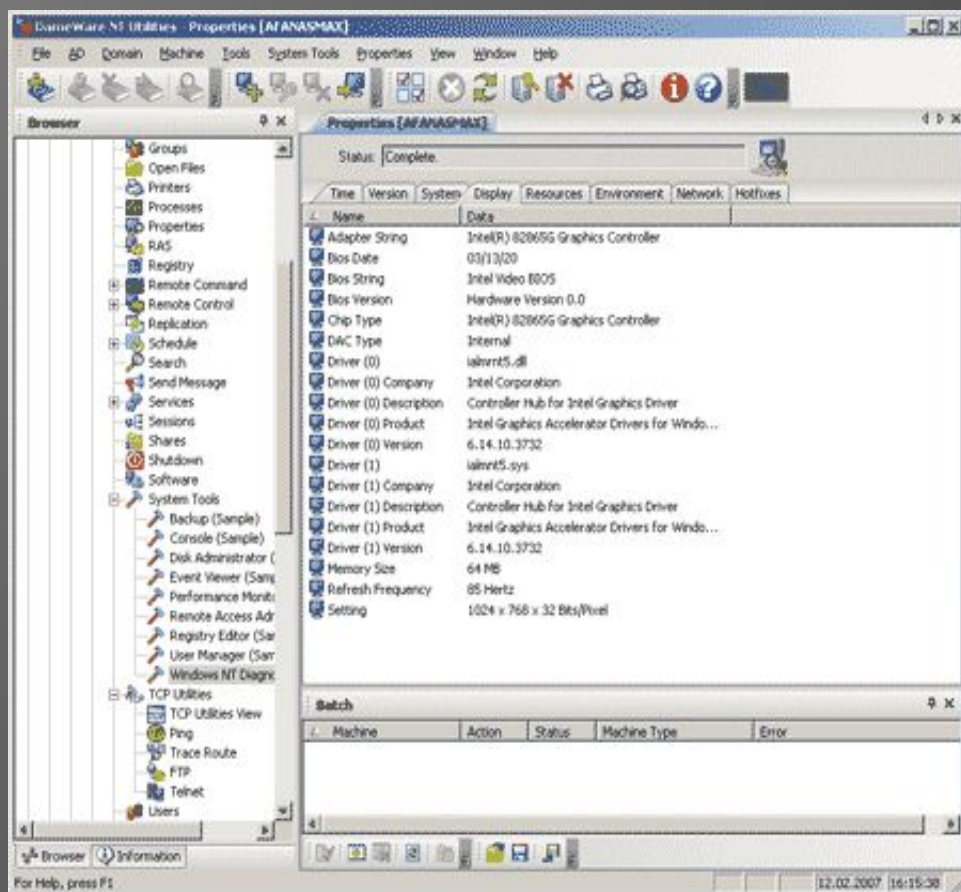 DameWare NT Utilities - Properties [AFANASMAX]
File AD Domain Machine Tools System Tools Properties View Window Help
Browser
Groups
Open Files
Printers
Processes
Properties
RAS
Registry
Remote Command
Remote Control
Replication
Schedule
Search
Send Message
Services
Sessions
Shares
Shutdown
Software
System Tools
Backup (Sample)
Console (Sample)
Disk Administrator (
Event Viewer (Samp
Performance Monito
Remote Access Adr
Registry Editor (Sar
User Manager (Sam
Windows NT Diagno
TCP Utilities
TCP Utilities View
Ping
Trace Route
FTP
Telnet
Users
Browser Information
Properties [AFANASMAX]
Status: Complete.
Time Version System Display Resources Environment Network Hotfixes
Name Data
Adapter String Intel(R) 82865G Graphics Controller
Bios Date 03/13/20
Bios String Intel Video BIOS
Bios Version Hardware Version 0.0
Chip Type Intel(R) 82865G Graphics Controller
DAC Type Internal
Driver (0) ialmrnt5.dll
Driver (0) Company Intel Corporation
Driver (0) Description Controller Hub for Intel Graphics Driver
Driver (0) Product Intel Graphics Accelerator Drivers for Windo...
Driver (0) Version 6.14.10.3732
Driver (1) ialmnt5.sys
Driver (1) Company Intel Corporation
Driver (1) Description Controller Hub for Intel Graphics Driver
Driver (1) Product Intel Graphics Accelerator Drivers for Windo...
Driver (1) Version 6.14.10.3732
Memory Size 64 MB
Refresh Frequency 85 Hertz
Setting 1024 x 768 x 32 Bits/Pixel
Batch
Machine Action Status Machine Type Error
For Help, press F1
12.02.2007 16:15:38